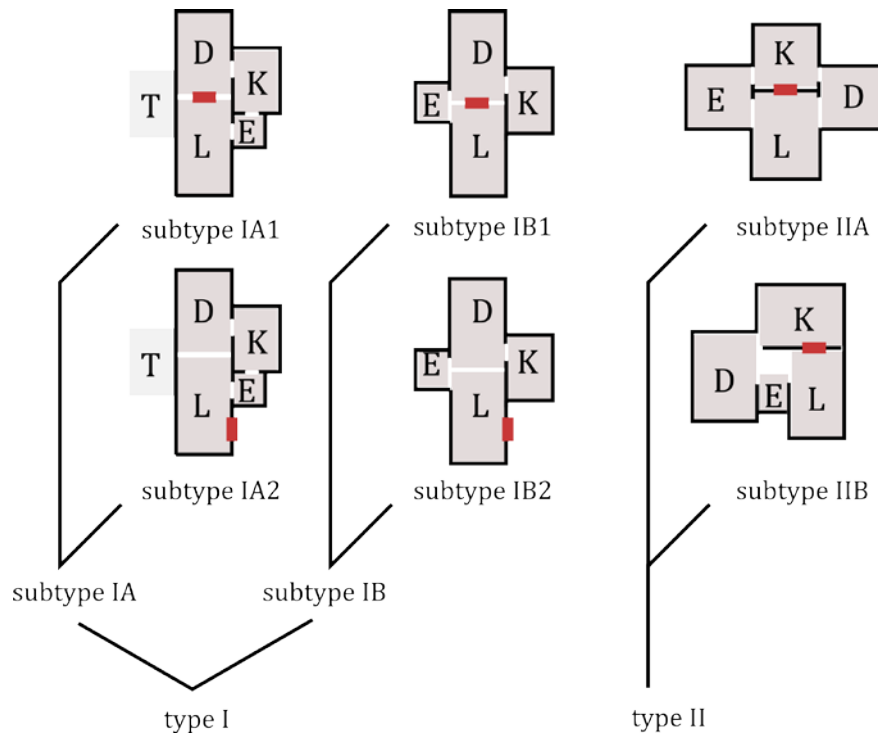 D
K
T
E
L
subtype IA1
D
E
K
L
subtype IB1
K
E
D
L
subtype IIA
D
K
T
E
L
subtype IA2
D
E
K
L
subtype IB2
K
D
E
L
subtype IIB
subtype IA
subtype IB
type I
type II